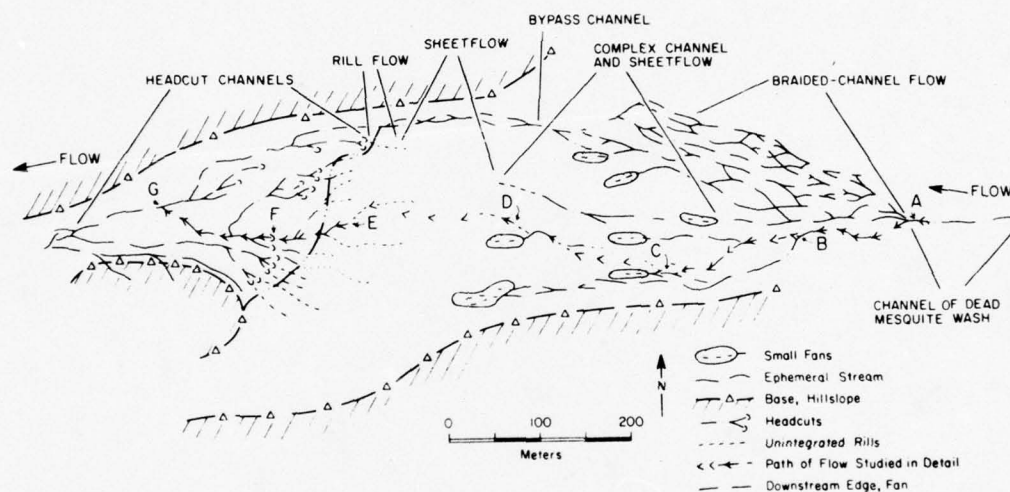 BYPASS CHANNEL
SHEETFLOW
COMPLEX CHANNEL
AND SHEETFLOW
RILL FLOW
HEADCUT CHANNELS
BRAIDED-CHANNEL FLOW
FLOW
FLOW
G
D
A
F
E
B
C
CHANNEL OF DEAD
MESQUITE WASH
N
0 100 200
Meters
Small Fans
Ephemeral Stream
Base, Hillslope
Headcuts
Unintegrated Rills
Path of Flow Studied in Detail
Downstream Edge, Fan